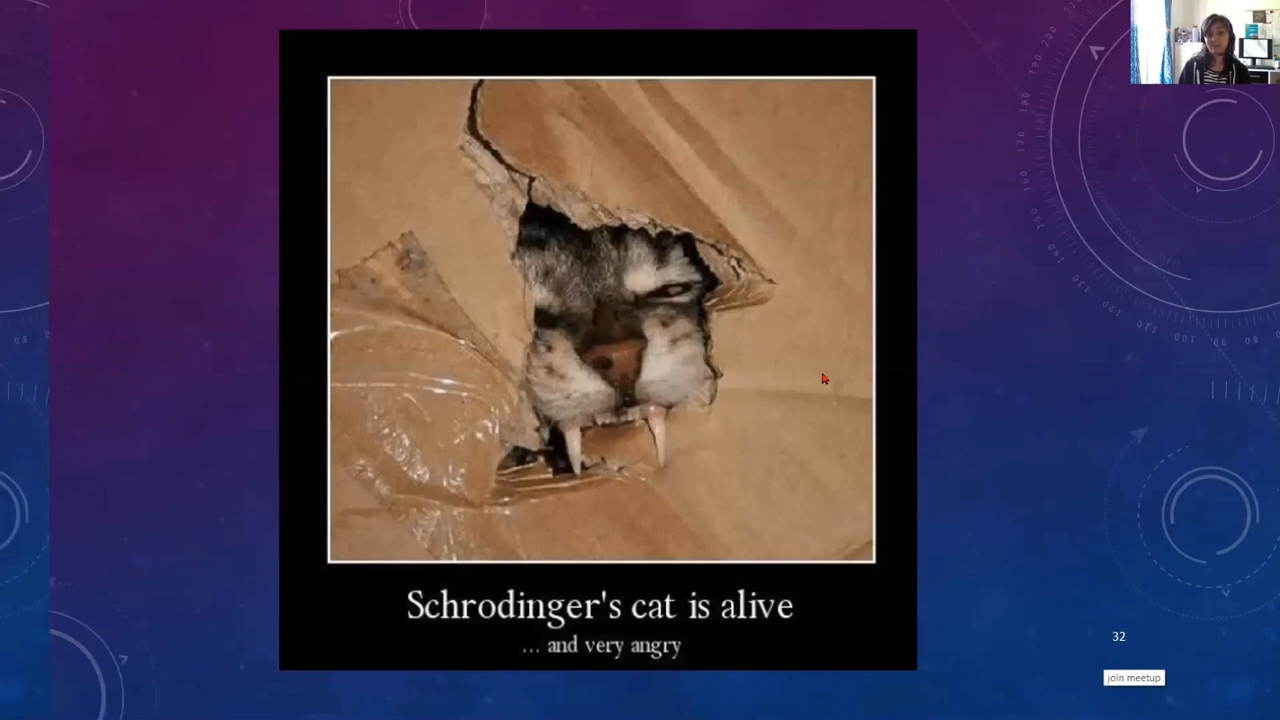 Schrodinger's cat is alive
... and very angry
32
join meetup